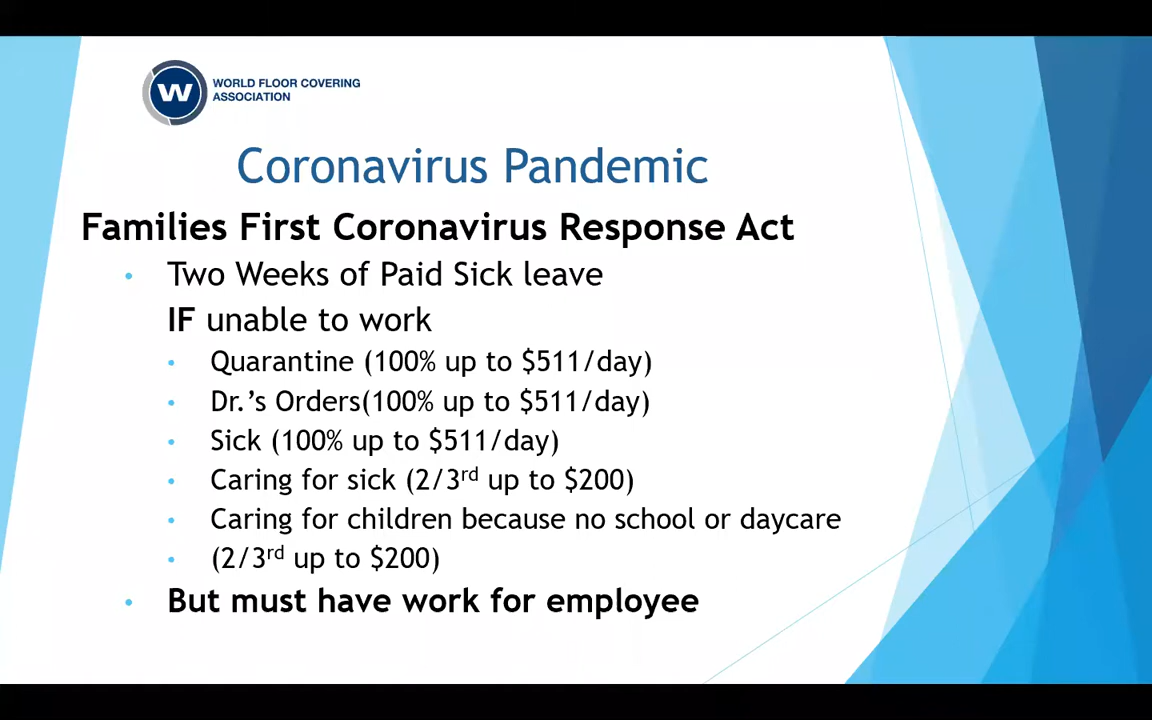 W
WORLD FLOOR COVERING
ASSOCIATION
Coronavirus Pandemic
Families First Coronavirus Response Act
• Two Weeks of Paid Sick leave
IF unable to work
• Quarantine (100% up to $511/day)
• Dr.’s Orders(100% up to $511/day)
• Sick (100% up to $511/day)
• Caring for sick (2/3rd up to $200)
• Caring for children because no school or daycare
• (2/3rd up to $200)
• But must have work for employee